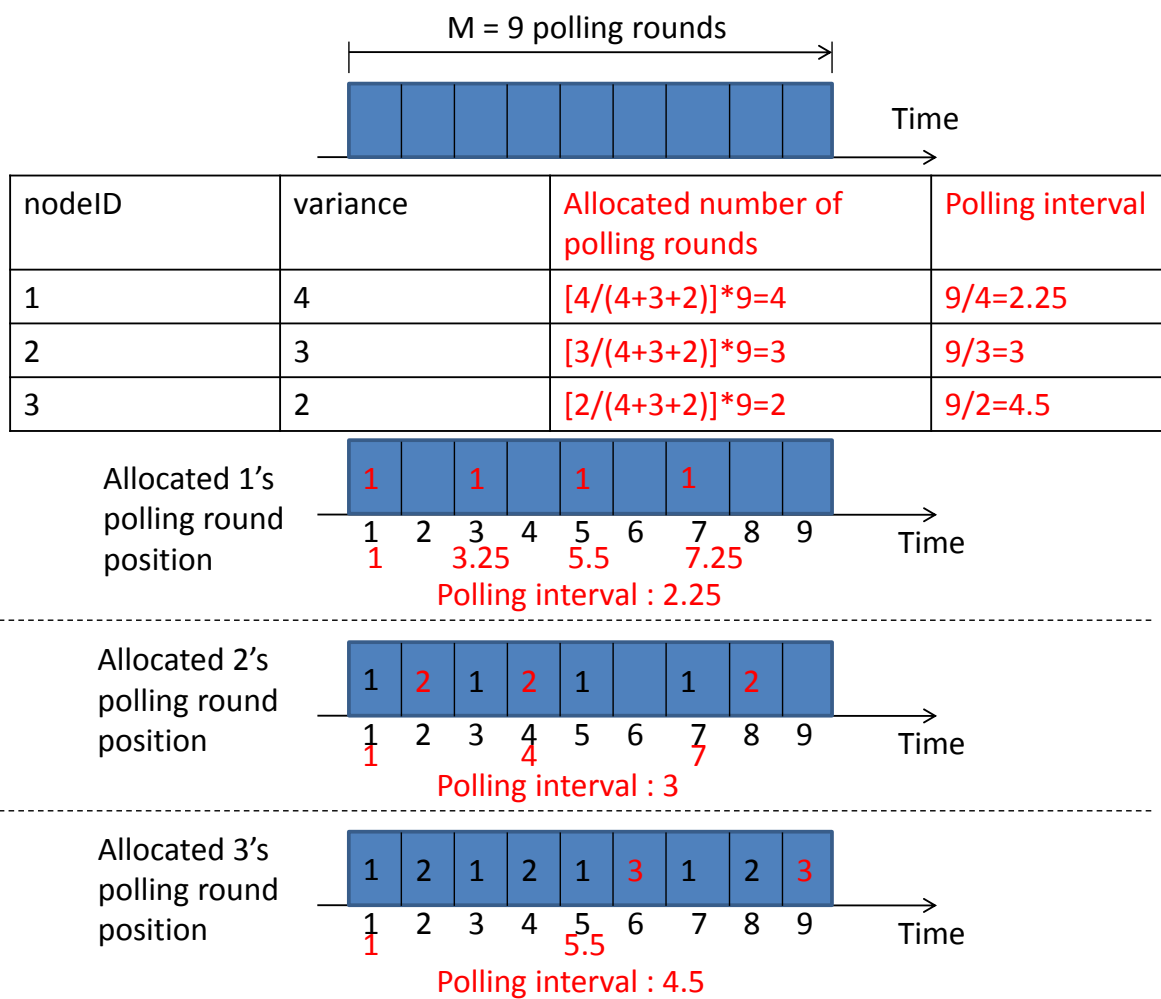 M = 9 polling rounds
Time
nodeID variance Allocated number of polling rounds Polling interval
1 4 [4/(4+3+2)]*9=4 9/4=2.25
2 3 [3/(4+3+2)]*9=3 9/3=3
3 2 [2/(4+3+2)]*9=2 9/2=4.5
Allocated 1’s
polling round
position
1 1 1 1
1 2 3 4 5 6 7 8 9
Time
1 3.25 5.5 7.25
Polling interval : 2.25
Allocated 2’s
polling round
position
1 2 1 2 1 1 2
1 2 3 4 5 6 7 8 9
Time
1 4 7
Polling interval : 3
Allocated 3’s
polling round
position
1 2 1 2 1 3 1 2 3
1 2 3 4 5 6 7 8 9
Time
1 5.5
Polling interval : 4.5